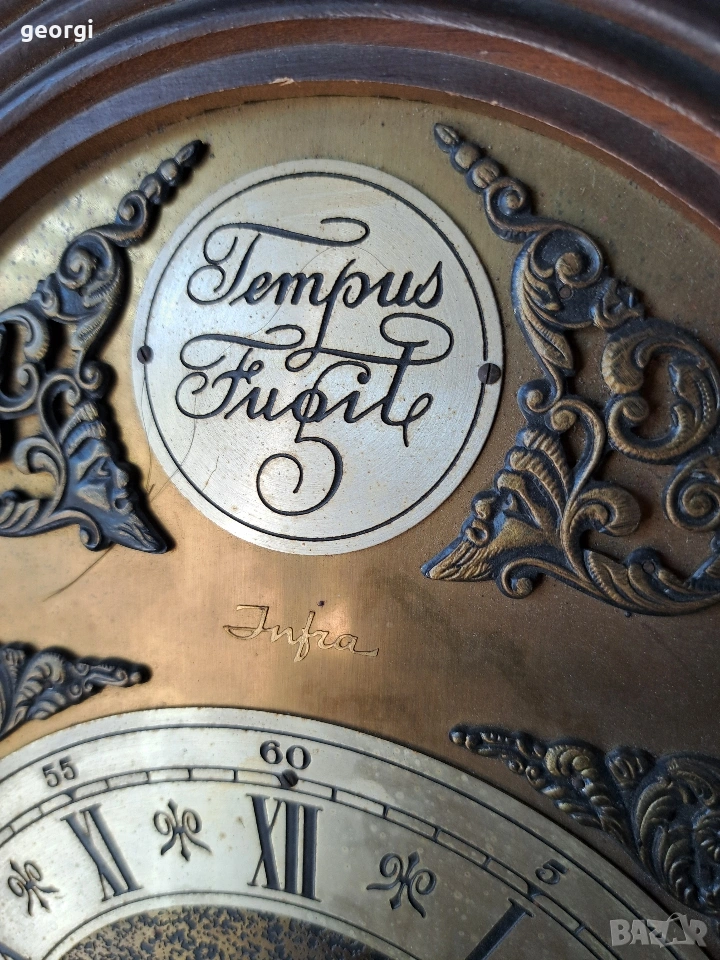 georgi
Tempus
Fugit
Infra
55
60
5
XI
XII
I
BAZAR